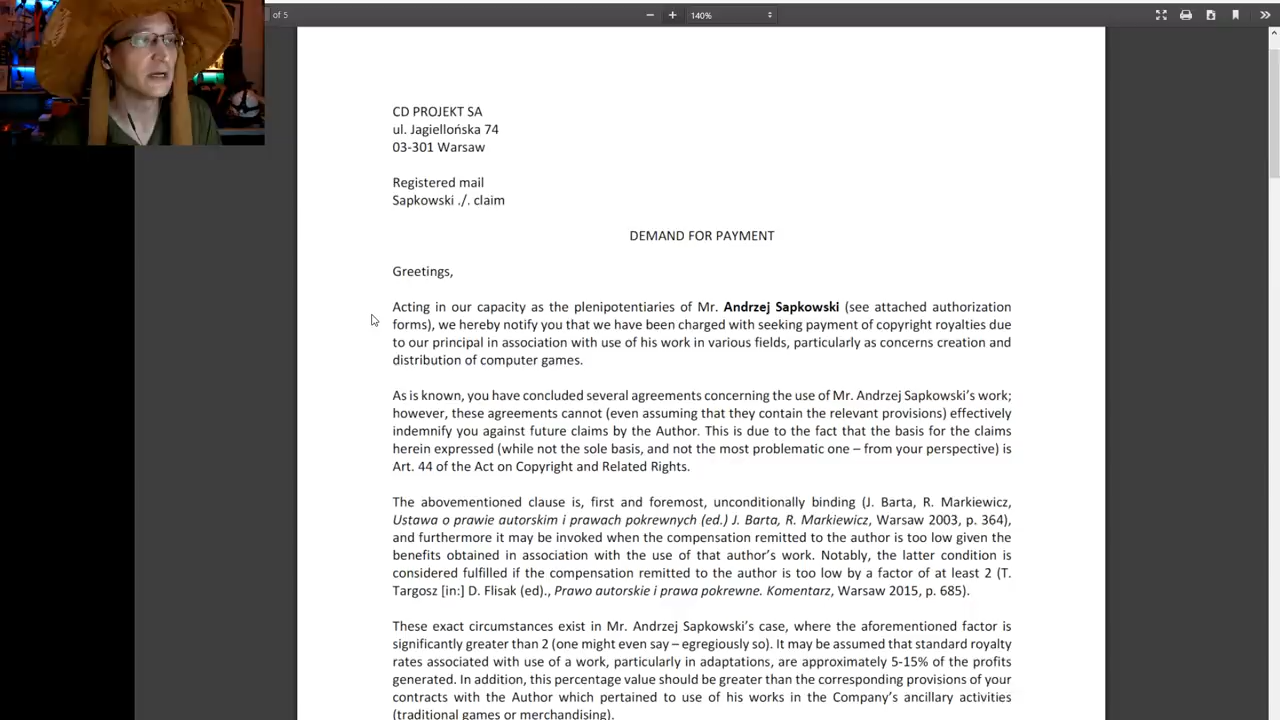 of 5
140%
CD PROJEKT SA
ul. Jagiellońska 74
03-301 Warsaw
Registered mail
Sapkowski ./. claim
DEMAND FOR PAYMENT
Greetings,
Acting in our capacity as the plenipotentiaries of Mr. Andrzej Sapkowski (see attached authorization
forms), we hereby notify you that we have been charged with seeking payment of copyright royalties due
to our principal in association with use of his work in various fields, particularly as concerns creation and
distribution of computer games.
As is known, you have concluded several agreements concerning the use of Mr. Andrzej Sapkowski's work;
however, these agreements cannot (even assuming that they contain the relevant provisions) effectively
indemnify you against future claims by the Author. This is due to the fact that the basis for the claims
herein expressed (while not the sole basis, and not the most problematic one – from your perspective) is
Art. 44 of the Act on Copyright and Related Rights.
The abovementioned clause is, first and foremost, unconditionally binding (J. Barta, R. Markiewicz,
Ustawa o prawie autorskim i prawach pokrewnych (ed.) J. Barta, R. Markiewicz, Warsaw 2003, p. 364),
and furthermore it may be invoked when the compensation remitted to the author is too low given the
benefits obtained in association with the use of that author's work. Notably, the latter condition is
considered fulfilled if the compensation remitted to the author is too low by a factor of at least 2 (T.
Targosz [in:] D. Flisak (ed)., Prawo autorskie i prawa pokrewne. Komentarz, Warsaw 2015, p. 685).
These exact circumstances exist in Mr. Andrzej Sapkowski's case, where the aforementioned factor is
significantly greater than 2 (one might even say – egregiously so). It may be assumed that standard royalty
rates associated with use of a work, particularly in adaptations, are approximately 5-15% of the profits
generated. In addition, this percentage value should be greater than the corresponding provisions of your
contracts with the Author which pertained to use of his works in the Company's ancillary activities
(traditional games or merchandising).